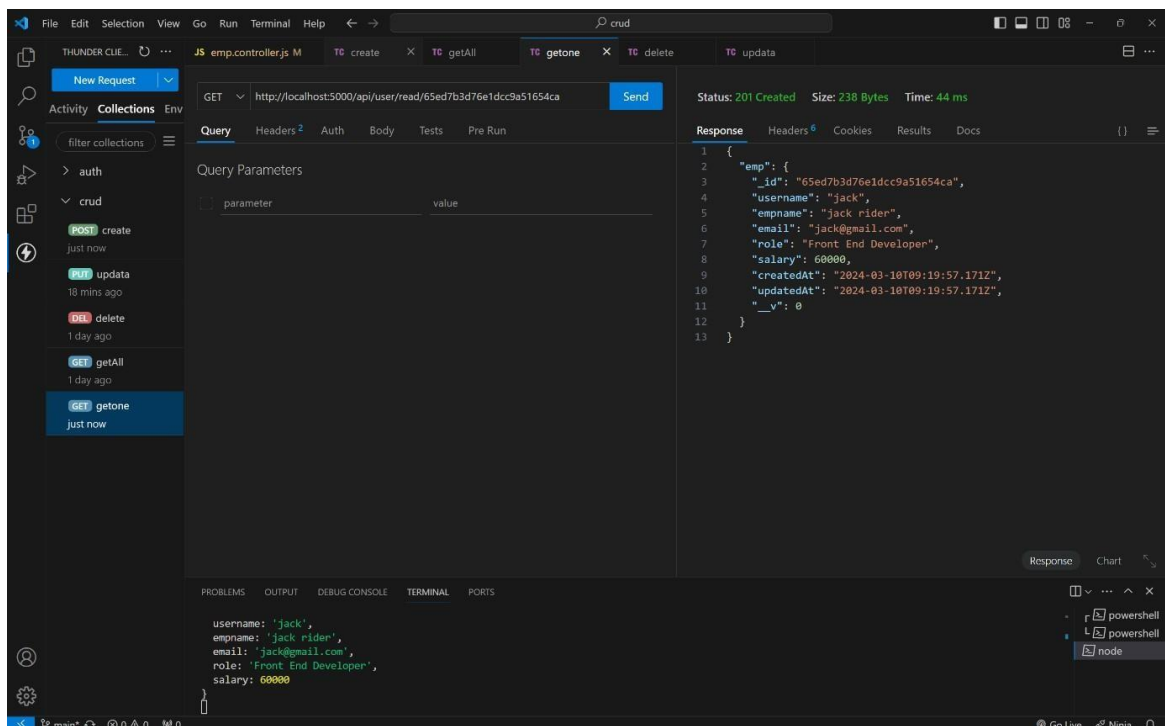 File Edit Selection View Go Run Terminal Help ← → crud
THUNDER CLIE... ···
JS emp.controller.js M TC create × TC getAll TC getone × TC delete TC updata ···
New Request
Activity Collections Env
filter collections
> auth
crud
POST create
just now
PUT updata
18 mins ago
DEL delete
1 day ago
GET getAll
1 day ago
GET getone
just now
GET http://localhost:5000/api/user/read/65ed7b3d76e1dcc9a51654ca Send
Query Headers 2 Auth Body Tests Pre Run
Query Parameters
parameter value
Status: 201 Created Size: 238 Bytes Time: 44 ms
Response Headers 6 Cookies Results Docs {}
1 {
2 "emp": {
3 "_id": "65ed7b3d76e1dcc9a51654ca",
4 "username": "jack",
5 "empname": "jack rider",
6 "email": "jack@gmail.com",
7 "role": "Front End Developer",
8 "salary": 60000,
9 "createdAt": "2024-03-10T09:19:57.171Z",
10 "updatedAt": "2024-03-10T09:19:57.171Z",
11 "__v": 0
12 }
13 }
Response Chart
PROBLEMS OUTPUT DEBUG CONSOLE TERMINAL PORTS
username: 'jack',
empname: 'jack rider',
email: 'jack@gmail.com',
role: 'Front End Developer',
salary: 60000
}
powershell
powershell
node
main* 0 0 0 Go Live Ninja